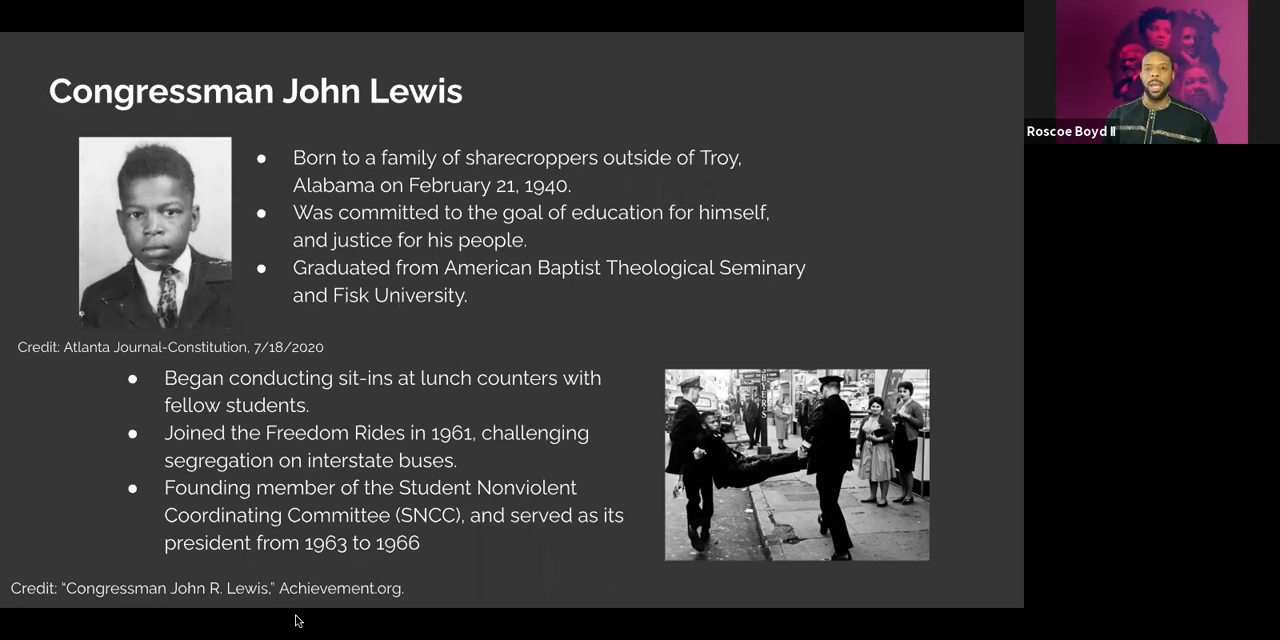 Congressman John Lewis
Roscoe Boyd II
● Born to a family of sharecroppers outside of Troy,
Alabama on February 21, 1940.
● Was committed to the goal of education for himself,
and justice for his people.
● Graduated from American Baptist Theological Seminary
and Fisk University.
Credit: Atlanta Journal-Constitution, 7/18/2020
● Began conducting sit-ins at lunch counters with
fellow students.
● Joined the Freedom Rides in 1961, challenging
segregation on interstate buses.
● Founding member of the Student Nonviolent
Coordinating Committee (SNCC), and served as its
president from 1963 to 1966
Credit: “Congressman John R. Lewis,” Achievement.org.